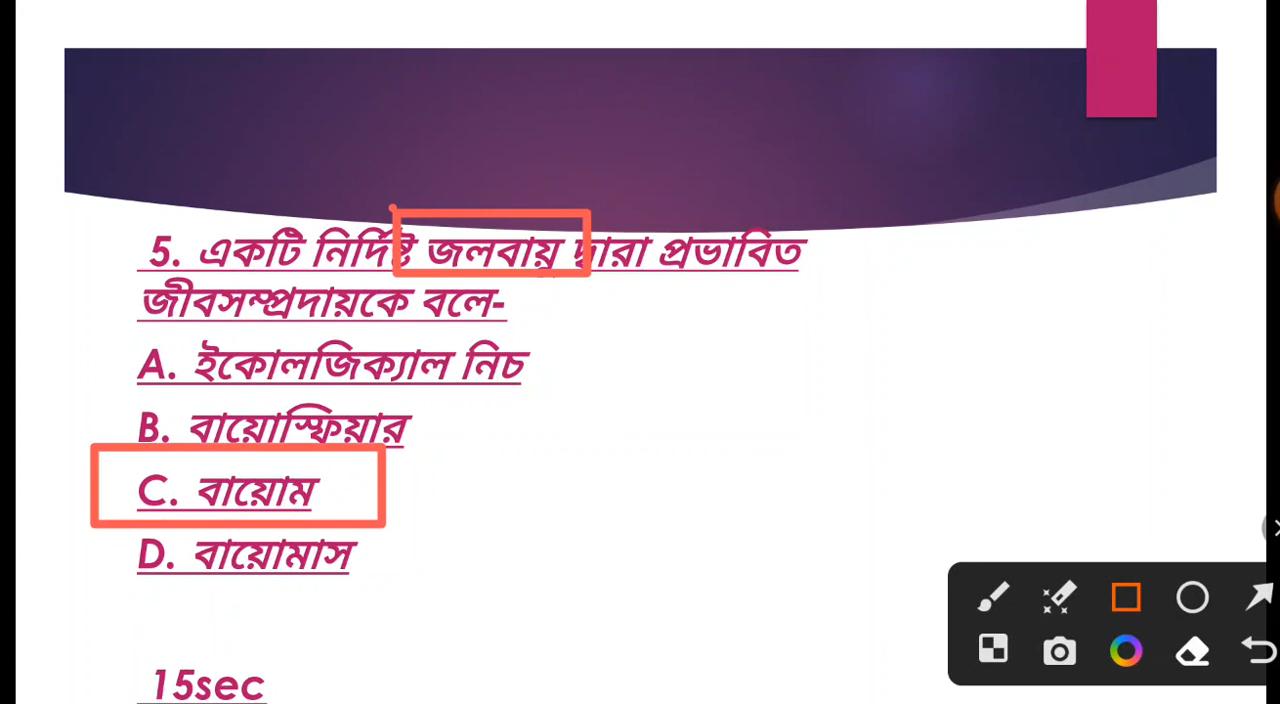 5. একটি নির্দিষ্ট জলবায়ু দ্বারা প্রভাবিত
জীবসম্প্রদায়কে বলে-
A. ইকোলজিক্যাল নিচ
B. বায়োস্ফিয়ার
C. বায়োম
D. বায়োমাস
15sec